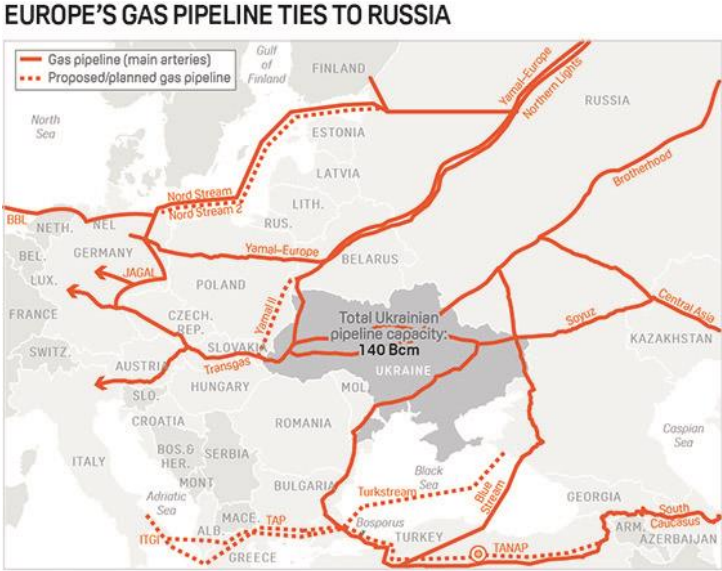 EUROPE'S GAS PIPELINE TIES TO RUSSIA
Gas pipeline (main arteries)
Proposed/planned gas pipeline
Gulf
of
Finland
FINLAND
Yamal–Europe
Northern Lights
RUSSIA
North
Sea
ESTONIA
LATVIA
Brotherhood
Nord Stream
Nord Stream 2
LITH.
RUS.
BBL
NETH.
NEL
Yamal–Europe
BELARUS
BEL.
GERMANY
JAGAL
LUX.
POLAND
Yamal II
Central Asia
Soyuz
FRANCE
CZECH.
REP.
Total Ukrainian
pipeline capacity:
140 Bcm
KAZAKHSTAN
SWITZ.
SLOVAKIA
Transgas
UKRAINE
AUSTRIA
HUNGARY
MOL.
SLO.
CROATIA
ROMANIA
Caspian
Sea
ITALY
BOS.&
HER.
SERBIA
Black
Sea
MONT
BULGARIA
Turkstream
Blue
Stream
Adriatic
Sea
GEORGIA
MACE.
TAP
Bosporus
South
Caucasus
ITGI
ALB.
TURKEY
TANAP
ARM.
AZERBAIJAN
GREECE